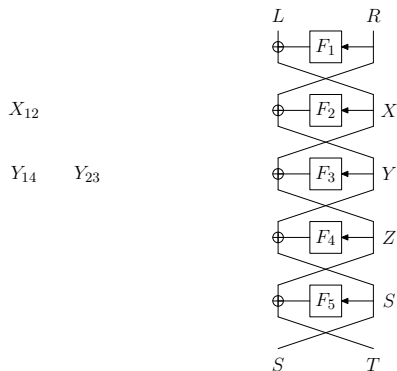 L R
F₁
X₁₂ F₂ X
Y₁₄ Y₂₃ F₃ Y
F₄ Z
F₅ S
S T